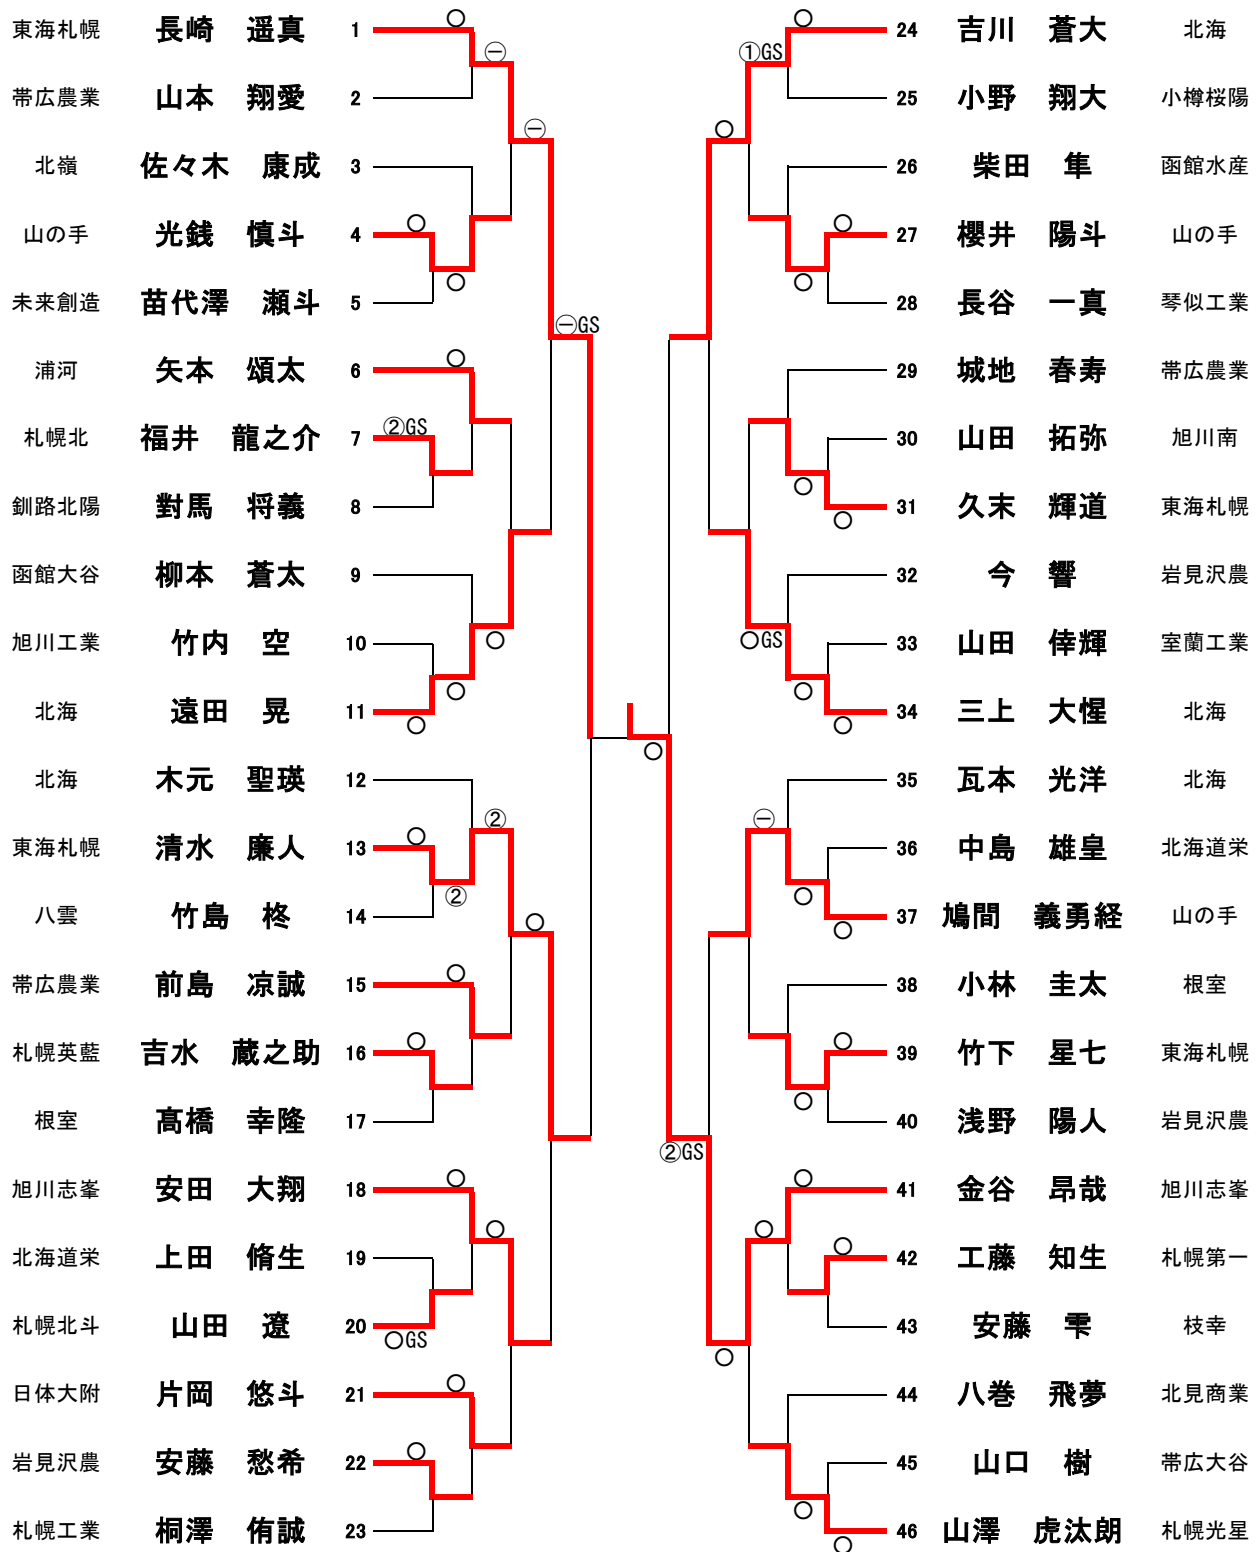 東海札幌 長崎 遥真 1
帯広農業 山本 翔愛 2
北嶺 佐々木 康成 3
山の手 光銭 慎斗 4
未来創造 苗代澤 瀬斗 5
浦河 矢本 頌太 6
札幌北 福井 龍之介 7
釧路北陽 對馬 将義 8
函館大谷 柳本 蒼太 9
旭川工業 竹内 空 10
北海 遠田 晃 11
北海 木元 聖瑛 12
東海札幌 清水 廉人 13
八雲 竹島 柊 14
帯広農業 前島 凉誠 15
札幌英藍 吉水 蔵之助 16
根室 髙橋 幸隆 17
旭川志峯 安田 大翔 18
北海道栄 上田 脩生 19
札幌北斗 山田 遼 20
日体大附 片岡 悠斗 21
岩見沢農 安藤 愁希 22
札幌工業 桐澤 侑誠 23
○
㊀
㊀
○
○
㊀GS
○
②GS
○
○
○
②
○
②
○
○
○
○
○
○GS
○
○
○
○
①GS
○
○
○
○
○
○GS
○
○
㊀
○
○
○
○
②GS
○
○
○
○
○
○
24 吉川 蒼大 北海
25 小野 翔大 小樽桜陽
26 柴田 隼 函館水産
27 櫻井 陽斗 山の手
28 長谷 一真 琴似工業
29 城地 春寿 帯広農業
30 山田 拓弥 旭川南
31 久末 輝道 東海札幌
32 今 響 岩見沢農
33 山田 倖輝 室蘭工業
34 三上 大惺 北海
35 瓦本 光洋 北海
36 中島 雄皇 北海道栄
37 鳩間 義勇経 山の手
38 小林 圭太 根室
39 竹下 星七 東海札幌
40 浅野 陽人 岩見沢農
41 金谷 昂哉 旭川志峯
42 工藤 知生 札幌第一
43 安藤 雫 枝幸
44 八巻 飛夢 北見商業
45 山口 樹 帯広大谷
46 山澤 虎汰朗 札幌光星